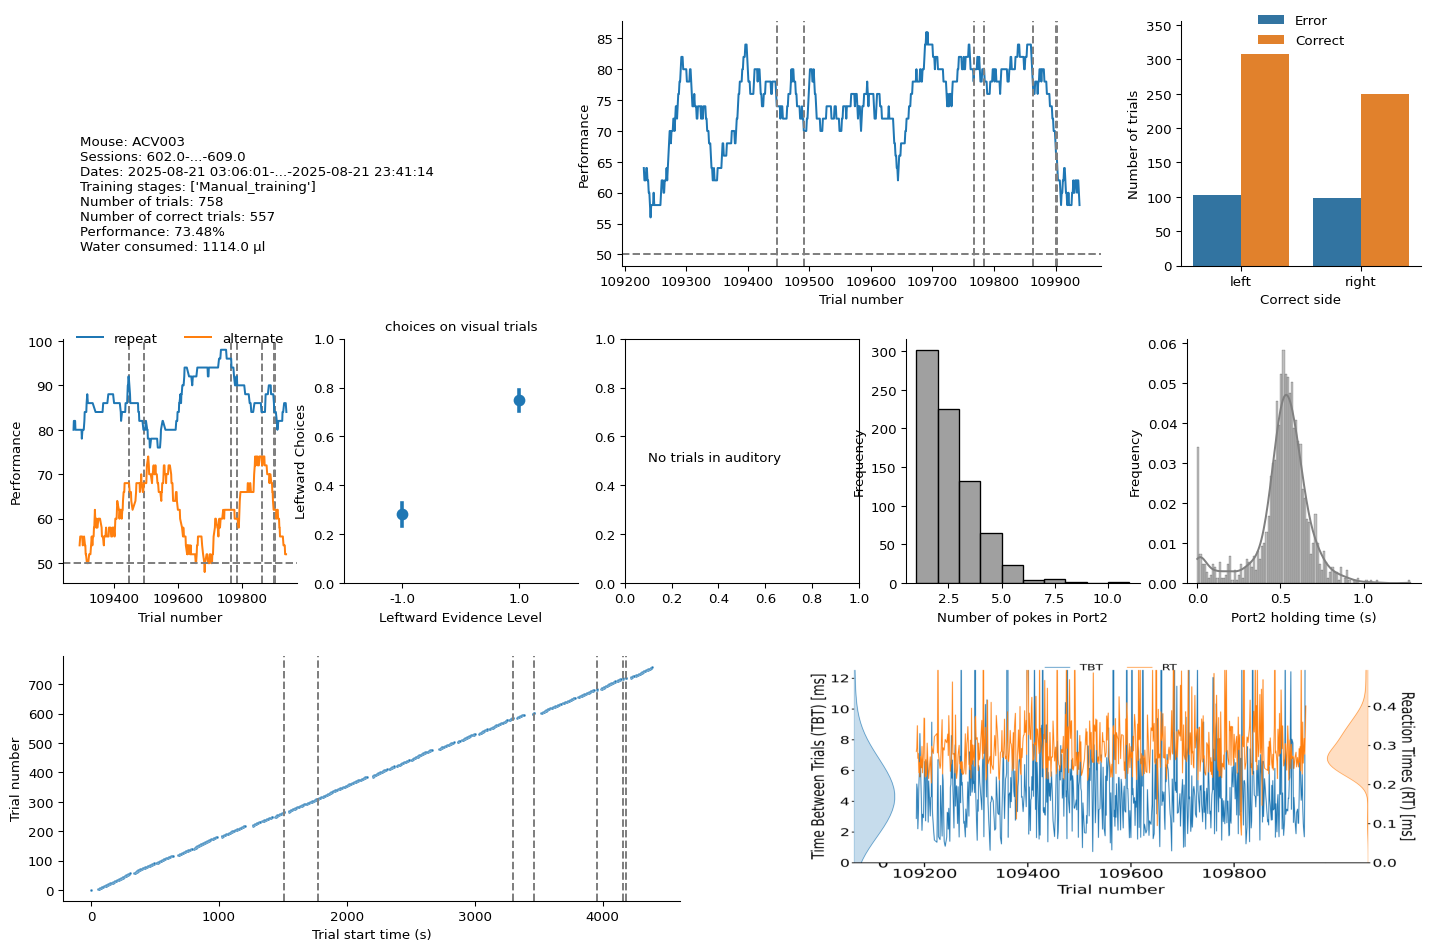 Mouse: ACV003
Sessions: 602.0-...-609.0
Dates: 2025-08-21 03:06:01-...-2025-08-21 23:41:14
Training stages: ['Manual_training']
Number of trials: 758
Number of correct trials: 557
Performance: 73.48%
Water consumed: 1114.0 µl
Performance
85
80
75
70
65
60
55
50
109200 109300 109400 109500 109600 109700 109800 109900
Trial number
Error
Correct
Number of trials
350
300
250
200
150
100
50
0
left right
Correct side
repeat alternate
Performance
100
90
80
70
60
50
109400 109600 109800
Trial number
choices on visual trials
Leftward Choices
1.0
0.8
0.6
0.4
0.2
0.0
-1.0 1.0
Leftward Evidence Level
1.0
0.8
0.6
0.4
0.2
0.0
No trials in auditory
0.0 0.2 0.4 0.6 0.8 1.0
Frequency
300
250
200
150
100
50
0
2.5 5.0 7.5 10.0
Number of pokes in Port2
Frequency
0.06
0.05
0.04
0.03
0.02
0.01
0.00
0.0 0.5 1.0
Port2 holding time (s)
Trial number
700
600
500
400
300
200
100
0
0 1000 2000 3000 4000
Trial start time (s)
TBT RT
Time Between Trials (TBT) [ms]
12
10
8
6
4
2
0
0
109200 109400 109600 109800
Trial number
0.4
0.3
0.2
0.1
0.0
Reaction Times (RT) [ms]